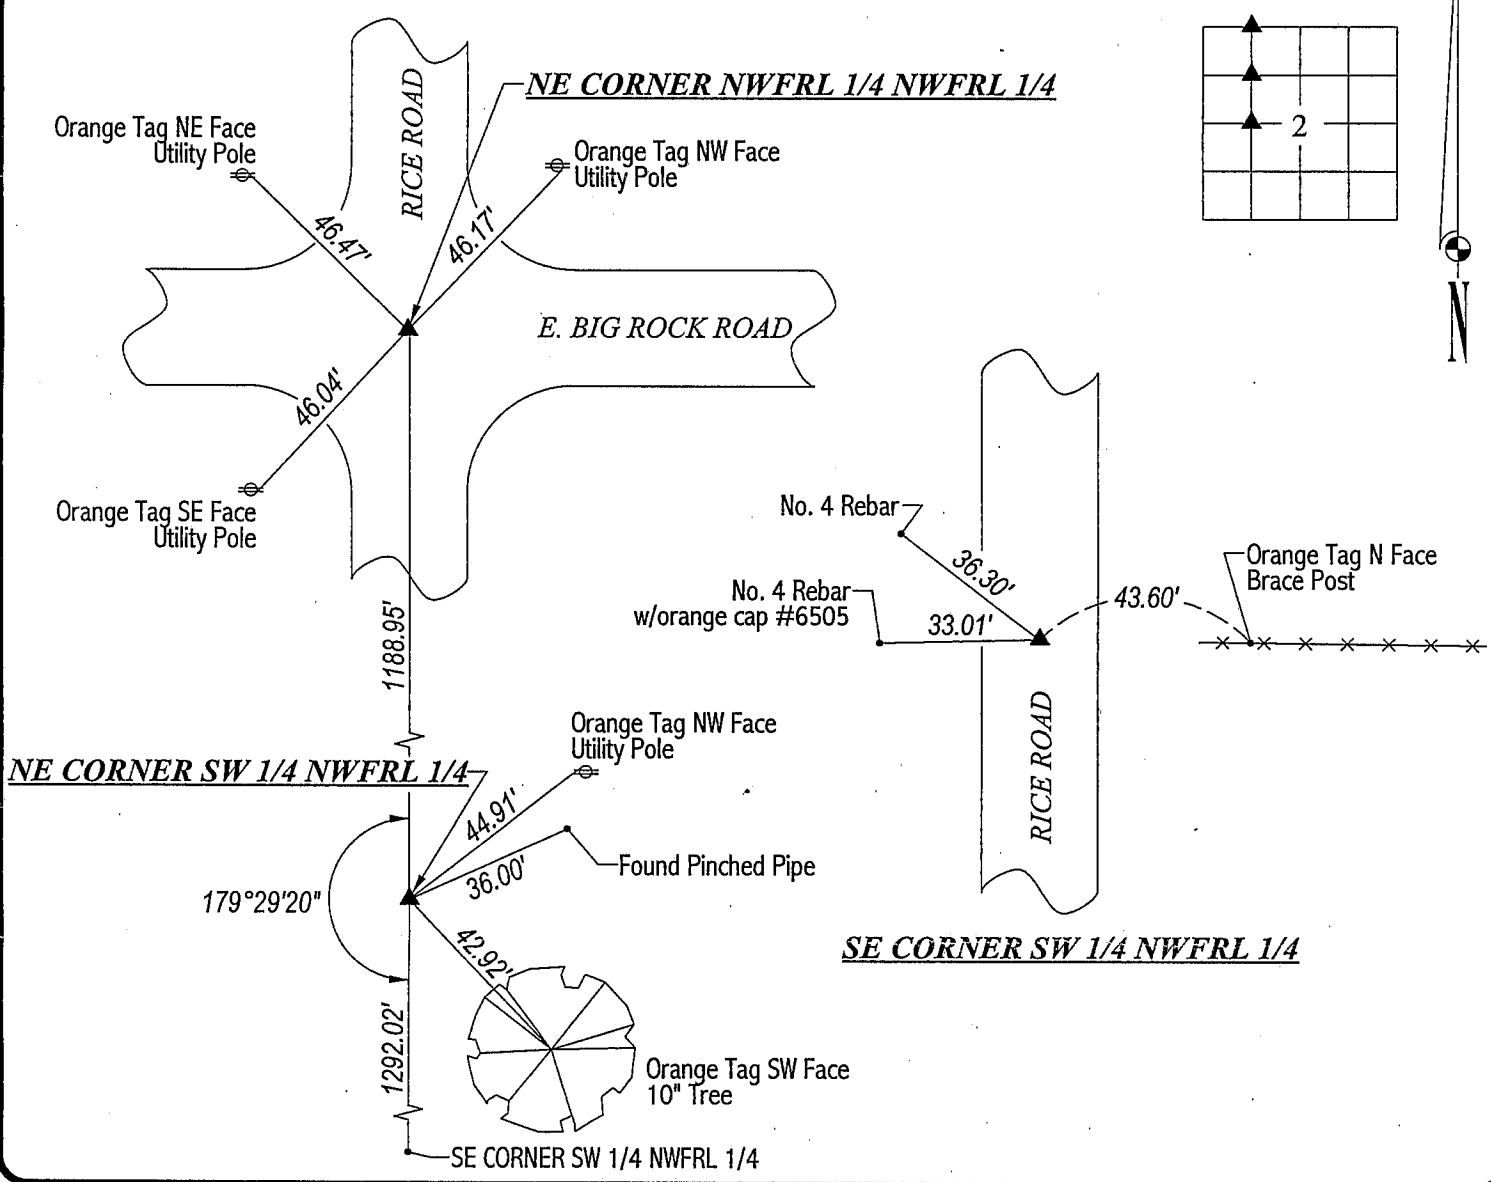 NE CORNER NWFRL 1/4 NWFRL 1/4
RICE ROAD
Orange Tag NE Face
Utility Pole
Orange Tag NW Face
Utility Pole
46.47'
46.17'
E. BIG ROCK ROAD
46.04'
Orange Tag SE Face
Utility Pole
1188.95'
2
N
No. 4 Rebar
36.30'
No. 4 Rebar
w/orange cap #6505
33.01'
43.60'
Orange Tag N Face
Brace Post
RICE ROAD
SE CORNER SW 1/4 NWFRL 1/4
NE CORNER SW 1/4 NWFRL 1/4
Orange Tag NW Face
Utility Pole
44.91'
36.00'
Found Pinched Pipe
179°29'20"
42.92'
1292.02'
Orange Tag SW Face
10" Tree
SE CORNER SW 1/4 NWFRL 1/4